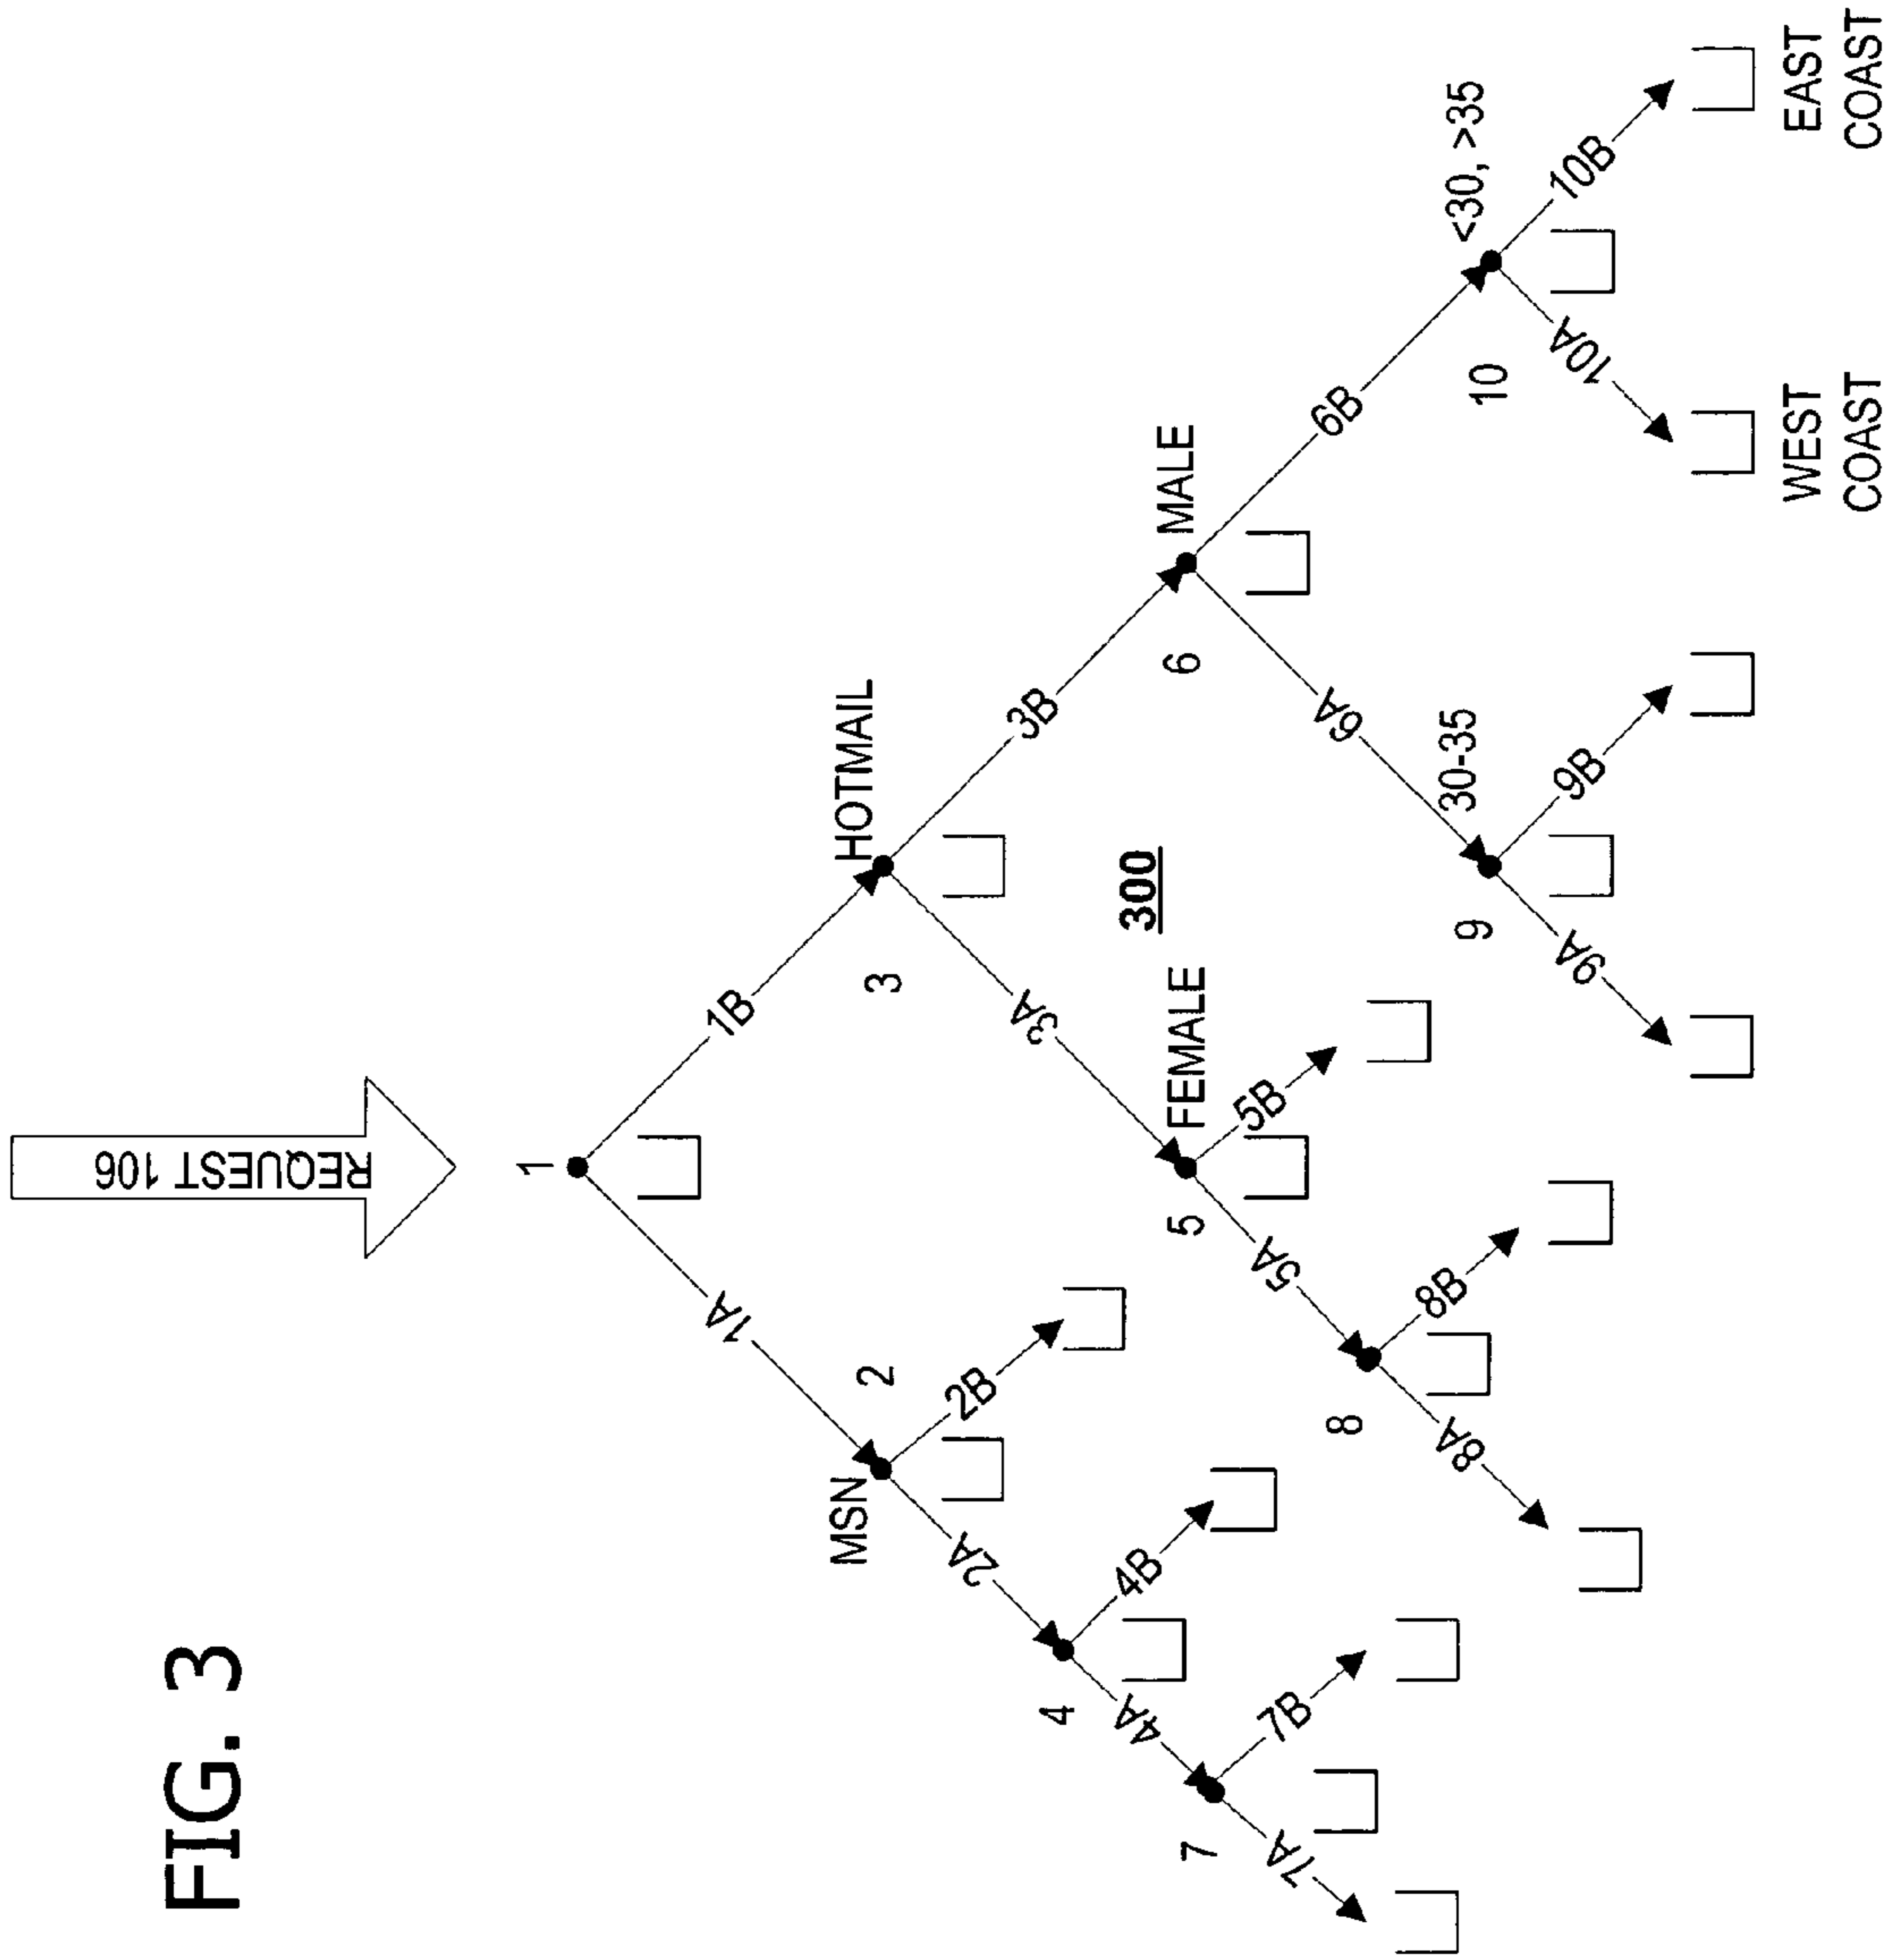 FIG. 3
REQUEST 106
1
1A
1B
MSN
2
HOTMAIL
3
2A
2B
3A
3B
300
4
4A
4B
FEMALE
5
MALE
6
5A
5B
6A
6B
7
7A
7B
8
8A
8B
30-35
9
<30, >35
10
9A
9B
10A
10B
WEST
COAST
EAST
COAST